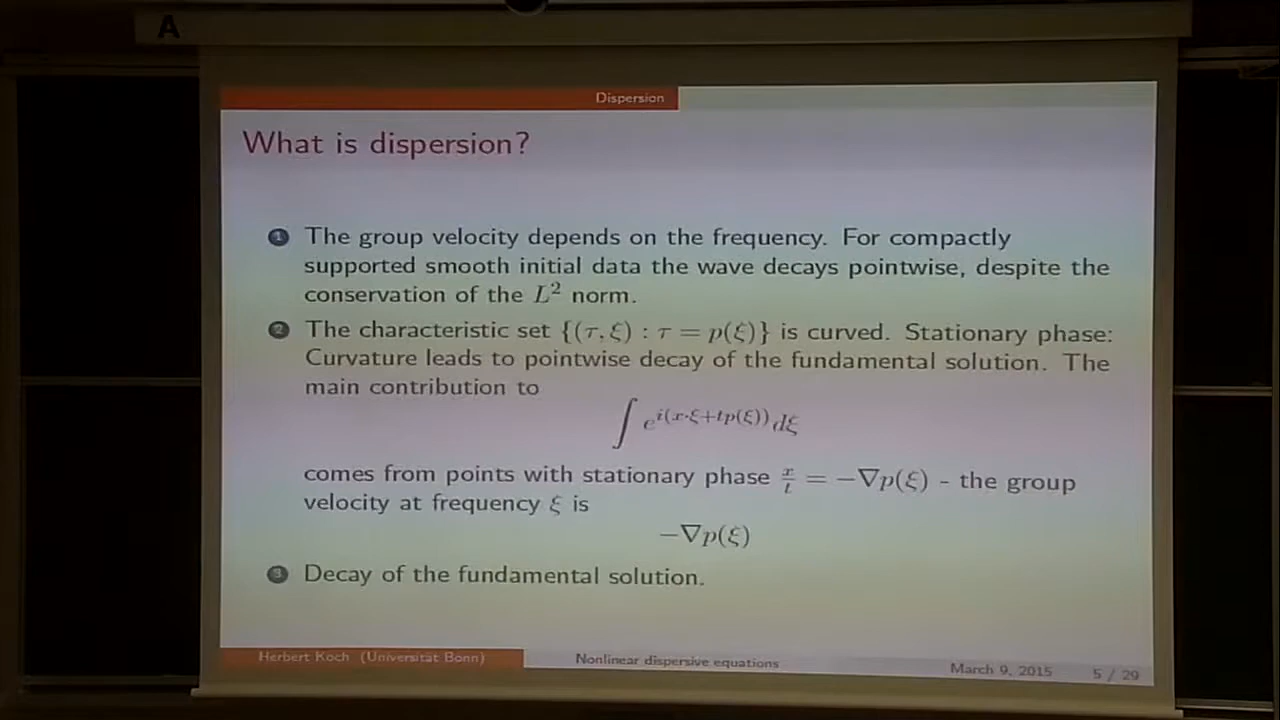 A
Dispersion
What is dispersion?
1 The group velocity depends on the frequency. For compactly
supported smooth initial data the wave decays pointwise, despite the
conservation of the L² norm.
2 The characteristic set {(τ, ξ) : τ = p(ξ)} is curved. Stationary phase:
Curvature leads to pointwise decay of the fundamental solution. The
main contribution to
∫ e^{i(x·ξ+tp(ξ))} dξ
comes from points with stationary phase x/t = −∇p(ξ) - the group
velocity at frequency ξ is
−∇p(ξ)
3 Decay of the fundamental solution.
Herbert Koch (Universität Bonn) Nonlinear dispersive equations March 9, 2015 5 / 29